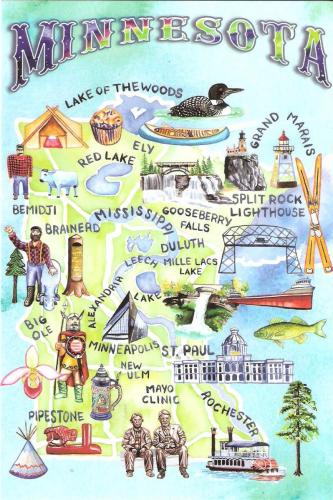 MINNESOTA
LAKE OF THE WOODS
GRAND MARAIS
ELY
RED LAKE
SPLIT ROCK
LIGHTHOUSE
BEMIDJI
MISSISSIPPI
GOOSEBERRY
FALLS
BRAINERD
DULUTH
LEECH
LAKE
MILLE LACS
LAKE
ALEXANDRIA
BIG
OLE
MINNEAPOLIS
ST. PAUL
NEW
ULM
MAYO
CLINIC
ROCHESTER
PIPESTONE